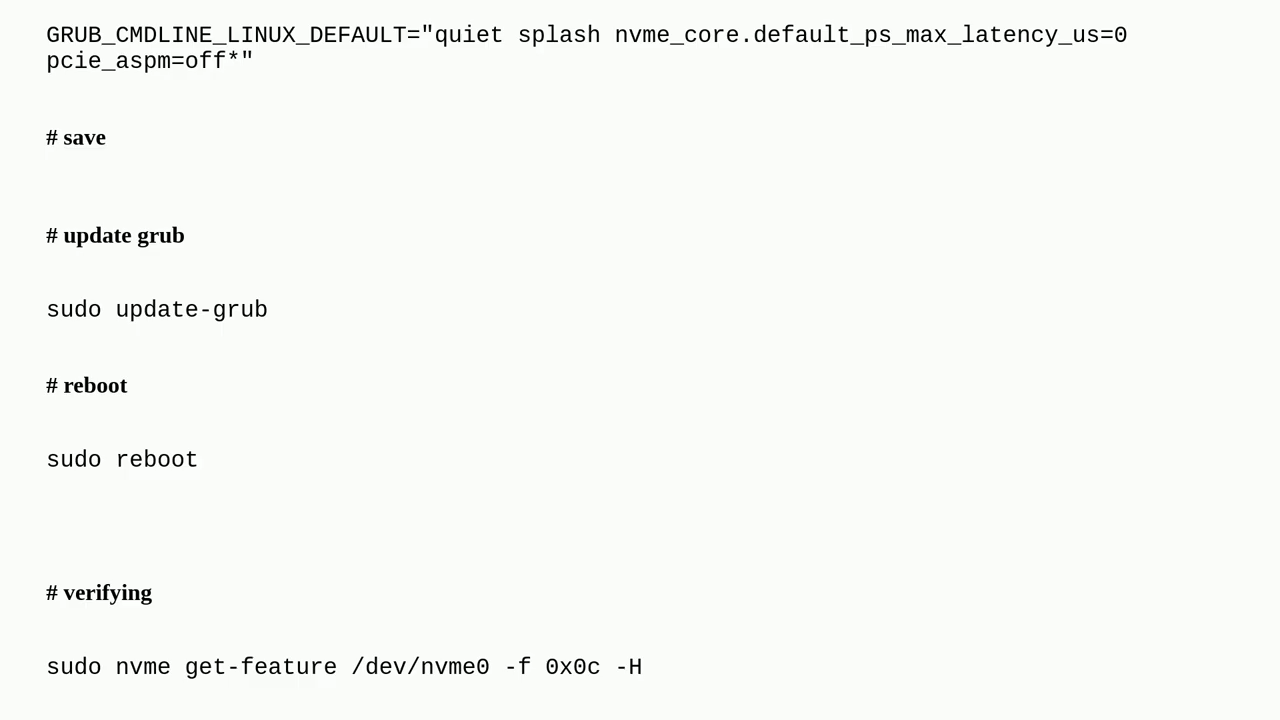 GRUB_CMDLINE_LINUX_DEFAULT="quiet splash nvme_core.default_ps_max_latency_us=0
pcie_aspm=off*"
# save
# update grub
sudo update-grub
# reboot
sudo reboot
# verifying
sudo nvme get-feature /dev/nvme0 -f 0x0c -H